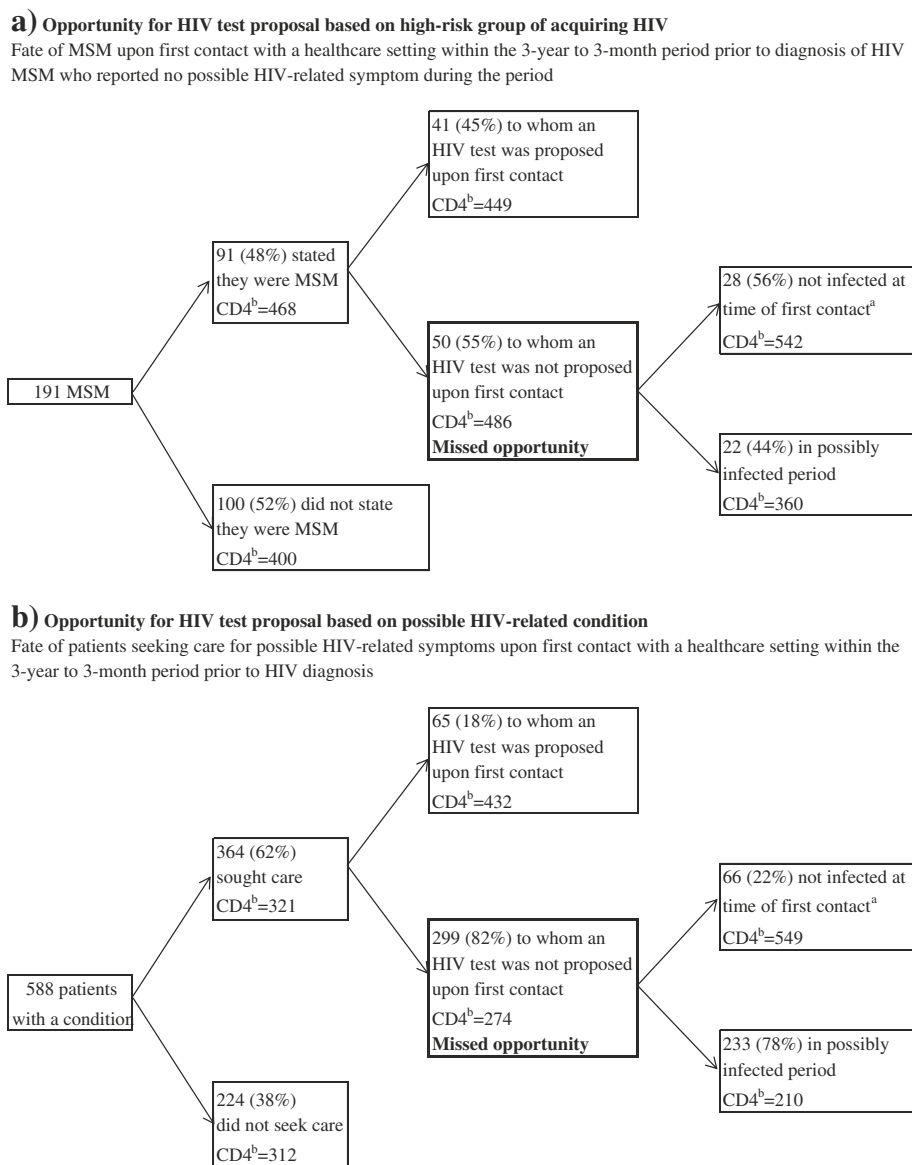 a) Opportunity for HIV test proposal based on high-risk group of acquiring HIV
Fate of MSM upon first contact with a healthcare setting within the 3-year to 3-month period prior to diagnosis of HIV
MSM who reported no possible HIV-related symptom during the period
41 (45%) to whom an
HIV test was proposed
upon first contact
CD4ᵇ=449
91 (48%) stated
they were MSM
CD4ᵇ=468
28 (56%) not infected at
time of first contactᵃ
CD4ᵇ=542
50 (55%) to whom an
HIV test was not proposed
upon first contact
CD4ᵇ=486
Missed opportunity
191 MSM
22 (44%) in possibly
infected period
CD4ᵇ=360
100 (52%) did not state
they were MSM
CD4ᵇ=400
b) Opportunity for HIV test proposal based on possible HIV-related condition
Fate of patients seeking care for possible HIV-related symptoms upon first contact with a healthcare setting within the
3-year to 3-month period prior to HIV diagnosis
65 (18%) to whom an
HIV test was proposed
upon first contact
CD4ᵇ=432
364 (62%)
sought care
CD4ᵇ=321
66 (22%) not infected at
time of first contactᵃ
CD4ᵇ=549
299 (82%) to whom an
HIV test was not proposed
upon first contact
CD4ᵇ=274
Missed opportunity
588 patients
with a condition
233 (78%) in possibly
infected period
CD4ᵇ=210
224 (38%)
did not seek care
CD4ᵇ=312